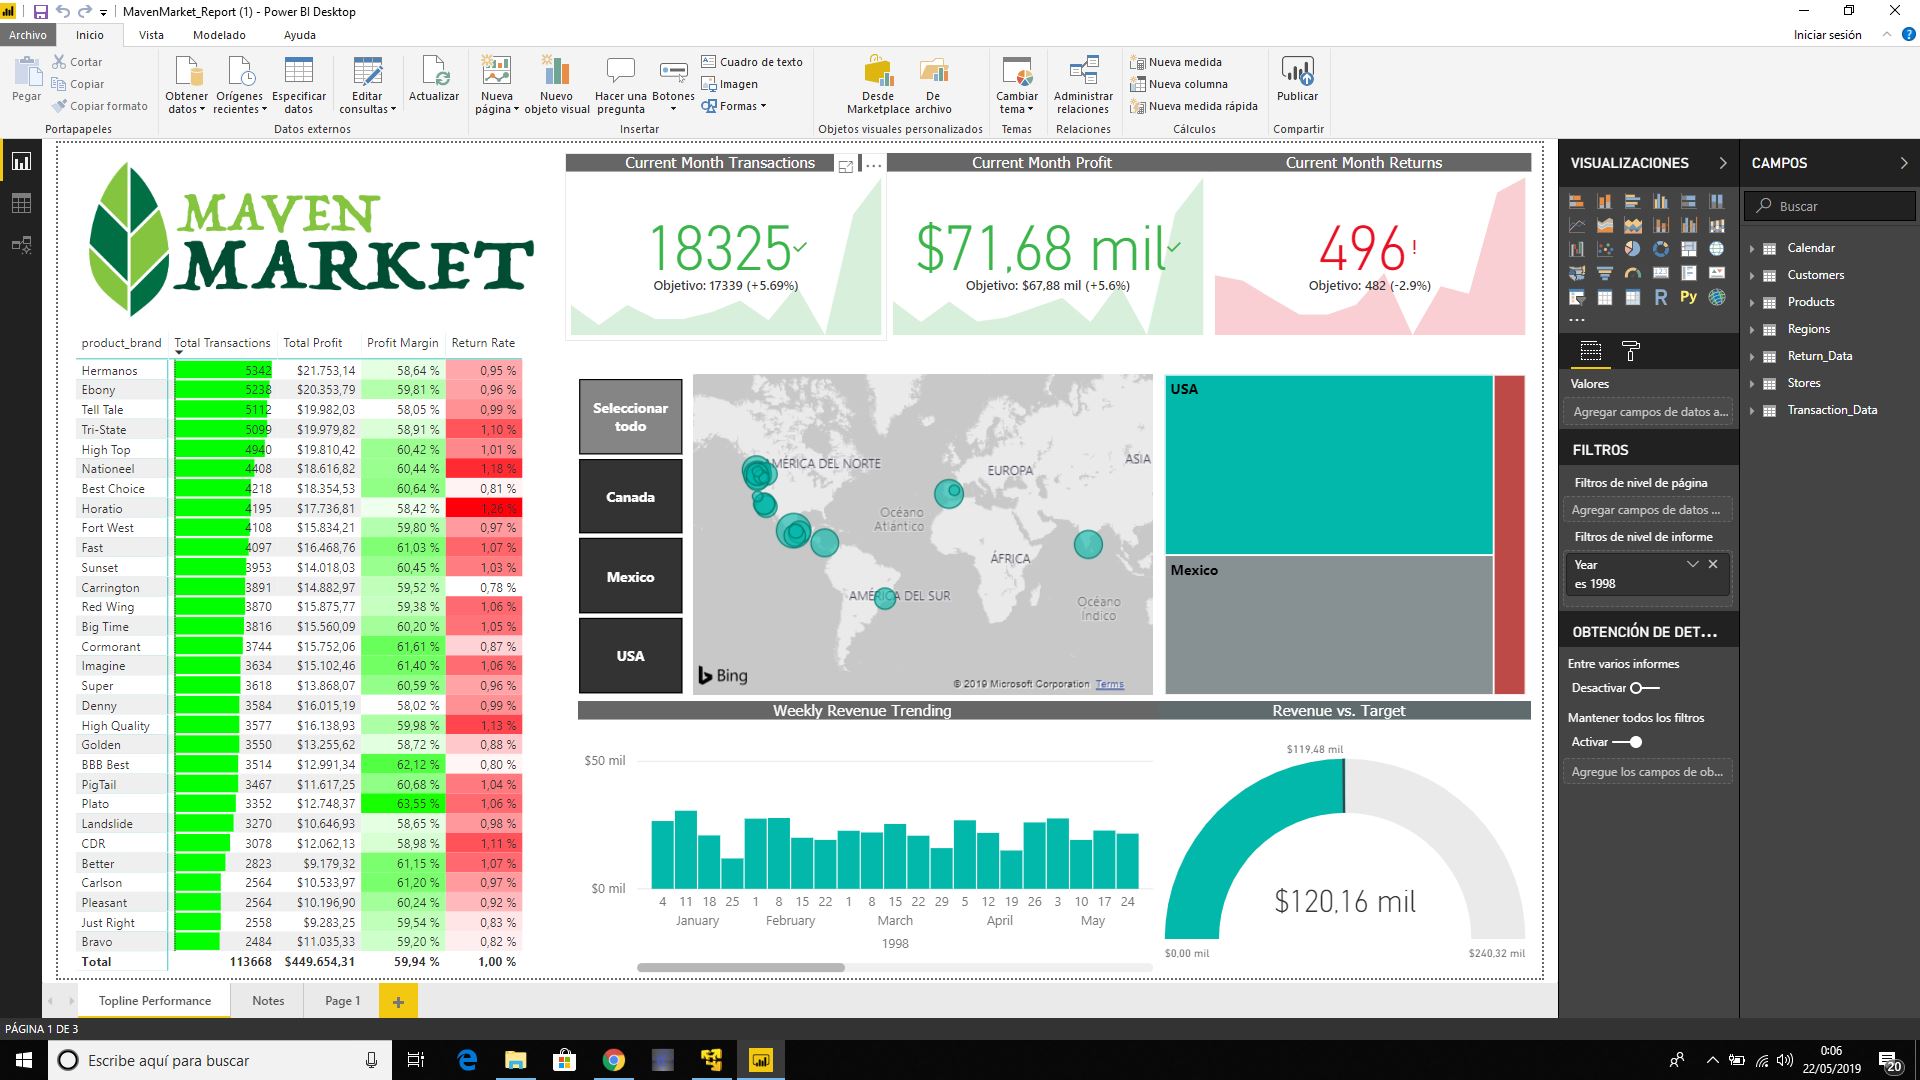 MavenMarket_Report (1) - Power BI Desktop
Archivo Inicio Vista Modelado Ayuda Iniciar sesión
Pegar
Cortar
Copiar
Copiar formato
Portapapeles
Obtener datos
Orígenes recientes
Especificar datos
Editar consultas
Datos externos
Actualizar
Nueva página
Nuevo objeto visual
Hacer una pregunta
Botones
Cuadro de texto
Imagen
Formas
Insertar
Desde Marketplace
De archivo
Objetos visuales personalizados
Cambiar tema
Temas
Administrar relaciones
Relaciones
Nueva medida
Nueva columna
Nueva medida rápida
Cálculos
Publicar
Compartir
MAVEN
MARKET
Current Month Transactions
18325
Objetivo: 17339 (+5.69%)
Current Month Profit
$71,68 mil
Objetivo: $67,88 mil (+5.6%)
Current Month Returns
496!
Objetivo: 482 (-2.9%)
product_brand Total Transactions Total Profit Profit Margin Return Rate
Hermanos 5342 $21.753,14 58,64 % 0,95 %
Ebony 5238 $20.353,79 59,81 % 0,96 %
Tell Tale 5112 $19.982,03 58,05 % 0,99 %
Tri-State 5099 $19.979,82 58,91 % 1,10 %
High Top 4940 $19.810,42 60,42 % 1,01 %
Nationeel 4408 $18.616,82 60,44 % 1,18 %
Best Choice 4218 $18.354,53 60,64 % 0,81 %
Horatio 4195 $17.736,81 58,42 % 1,26 %
Fort West 4108 $15.834,21 59,80 % 0,97 %
Fast 4097 $16.468,76 61,03 % 1,07 %
Sunset 3953 $14.018,03 60,45 % 1,03 %
Carrington 3891 $14.882,97 59,52 % 0,78 %
Red Wing 3870 $15.875,77 59,38 % 1,06 %
Big Time 3816 $15.560,09 60,20 % 1,05 %
Cormorant 3744 $15.752,06 61,61 % 0,87 %
Imagine 3634 $15.102,46 61,40 % 1,06 %
Super 3618 $13.868,07 60,59 % 0,96 %
Denny 3584 $16.015,19 58,02 % 0,99 %
High Quality 3577 $16.138,93 59,98 % 1,13 %
Golden 3550 $13.255,62 58,72 % 0,88 %
BBB Best 3514 $12.991,34 62,12 % 0,80 %
PigTail 3467 $11.617,25 60,68 % 1,04 %
Plato 3352 $12.748,37 63,55 % 1,06 %
Landslide 3270 $10.646,93 58,65 % 0,98 %
CDR 3078 $12.062,13 58,98 % 1,11 %
Better 2823 $9.179,32 61,15 % 1,07 %
Carlson 2564 $10.533,97 61,20 % 0,97 %
Pleasant 2564 $10.196,90 60,24 % 0,92 %
Just Right 2558 $9.283,25 59,54 % 0,83 %
Bravo 2484 $11.035,33 59,20 % 0,82 %
Total 113668 $449.654,31 59,94 % 1,00 %
Seleccionar
todo
Canada
Mexico
USA
AMÉRICA DEL NORTE
EUROPA
ASIA
Océano
Atlántico
ÁFRICA
AMÉRICA DEL SUR
Océano
Índico
Bing
© 2019 Microsoft Corporation Terms
USA
Mexico
Weekly Revenue Trending
$50 mil
$0 mil
4 11 18 25 1 8 15 22 1 8 15 22 29 5 12 19 26 3 10 17 24
January February March April May
1998
Revenue vs. Target
$119,48 mil
$120,16 mil
$0,00 mil $240,32 mil
VISUALIZACIONES
R Py
Valores
Agregar campos de datos a...
FILTROS
Filtros de nivel de página
Agregar campos de datos ...
Filtros de nivel de informe
Year
es 1998
OBTENCIÓN DE DET...
Entre varios informes
Desactivar
Mantener todos los filtros
Activar
Agregue los campos de ob...
CAMPOS
Buscar
Calendar
Customers
Products
Regions
Return_Data
Stores
Transaction_Data
Topline Performance Notes Page 1
PÁGINA 1 DE 3
Escribe aquí para buscar
0:06
22/05/2019
20